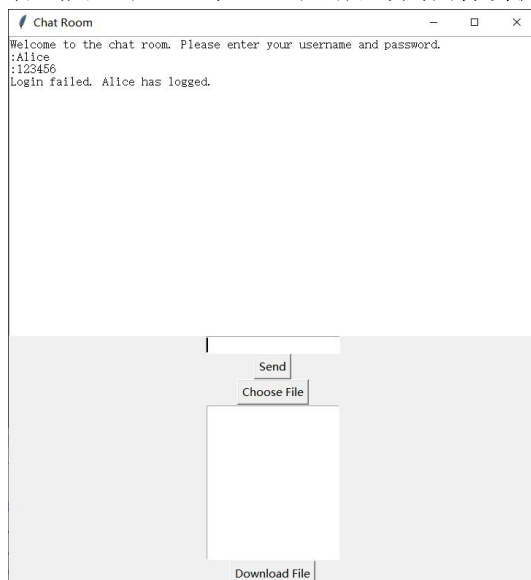 Chat Room
Welcome to the chat room. Please enter your username and password.
:Alice
:123456
Login failed. Alice has logged.
Send
Choose File
Download File